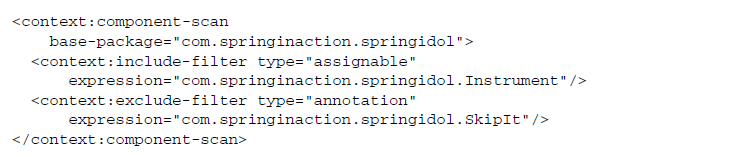 <context:component-scan
    base-package="com.springinaction.springidol">
  <context:include-filter type="assignable"
      expression="com.springinaction.springidol.Instrument"/>
  <context:exclude-filter type="annotation"
      expression="com.springinaction.springidol.SkipIt"/>
</context:component-scan>